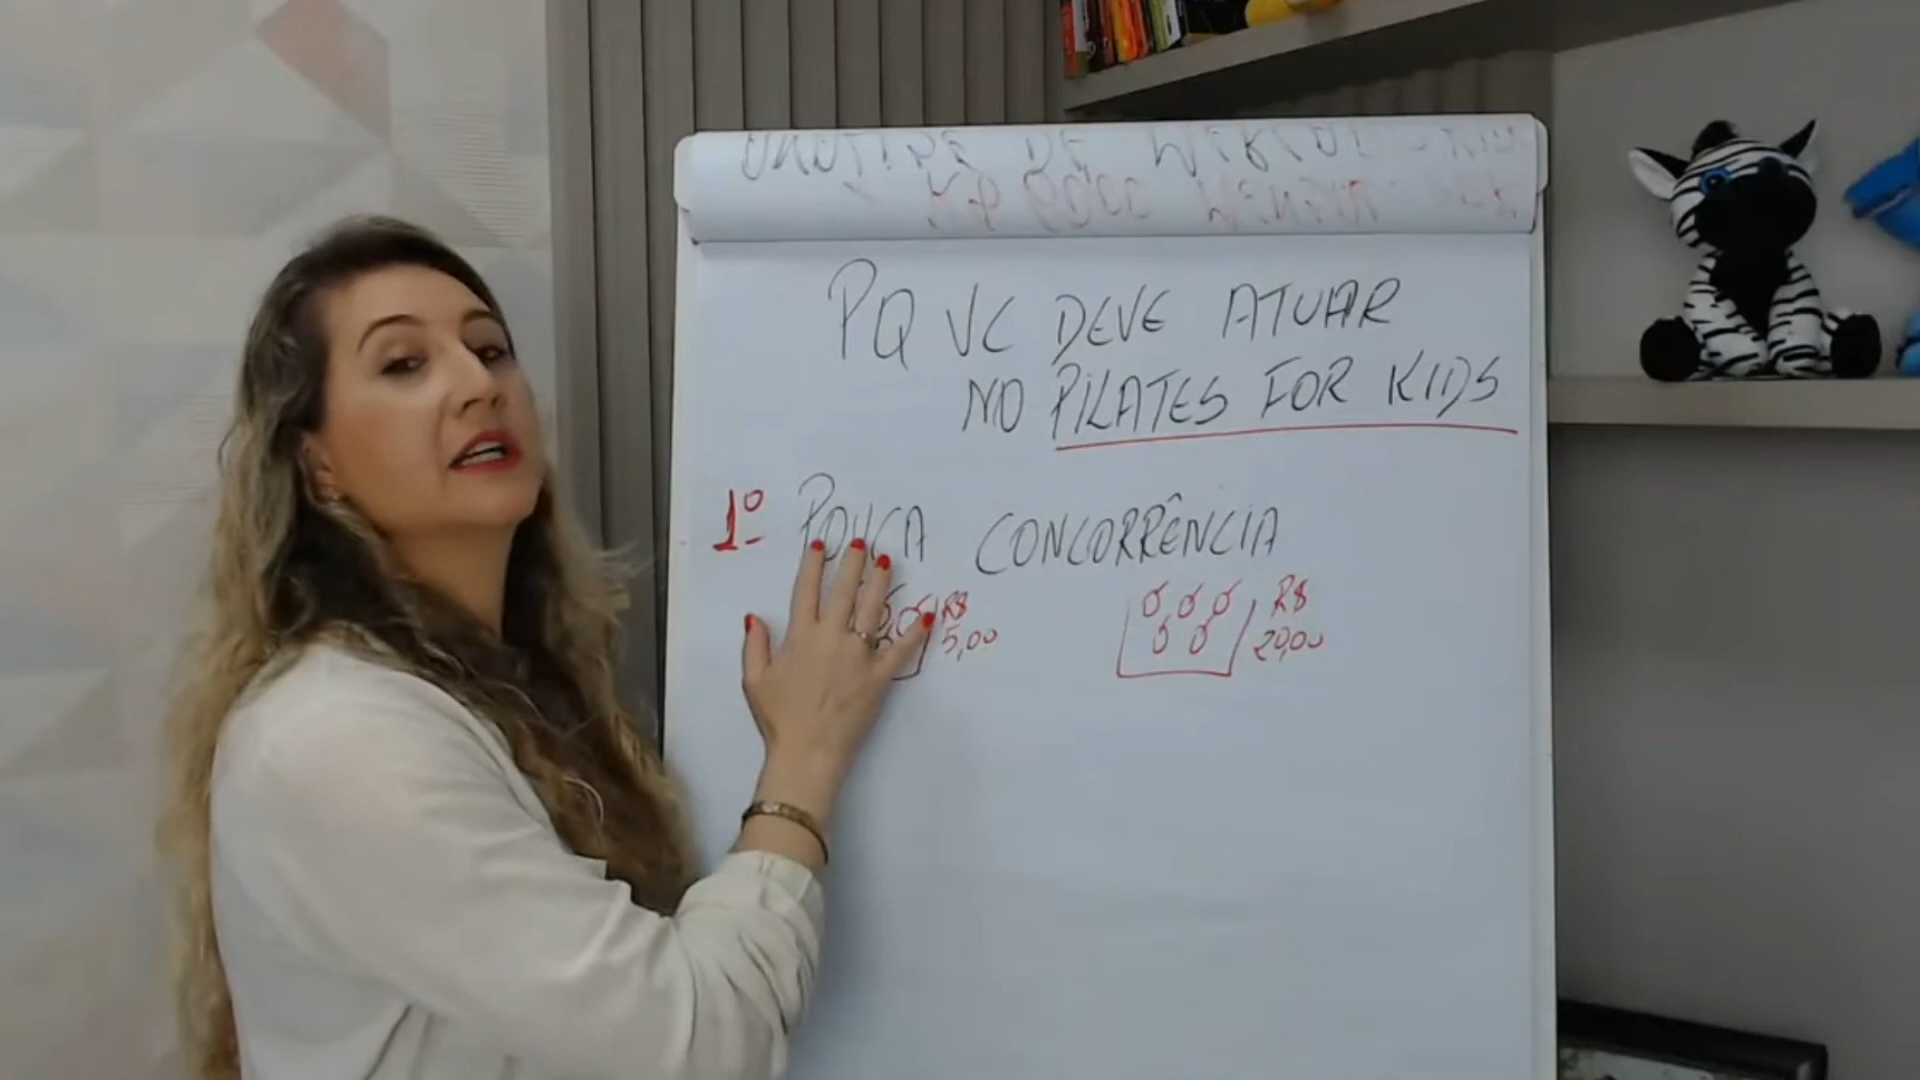 PQ VC DEVE ATUAR
NO PILATES FOR KIDS
1º POUCA CONCORRÊNCIA
R$ R$
5,00 20,00